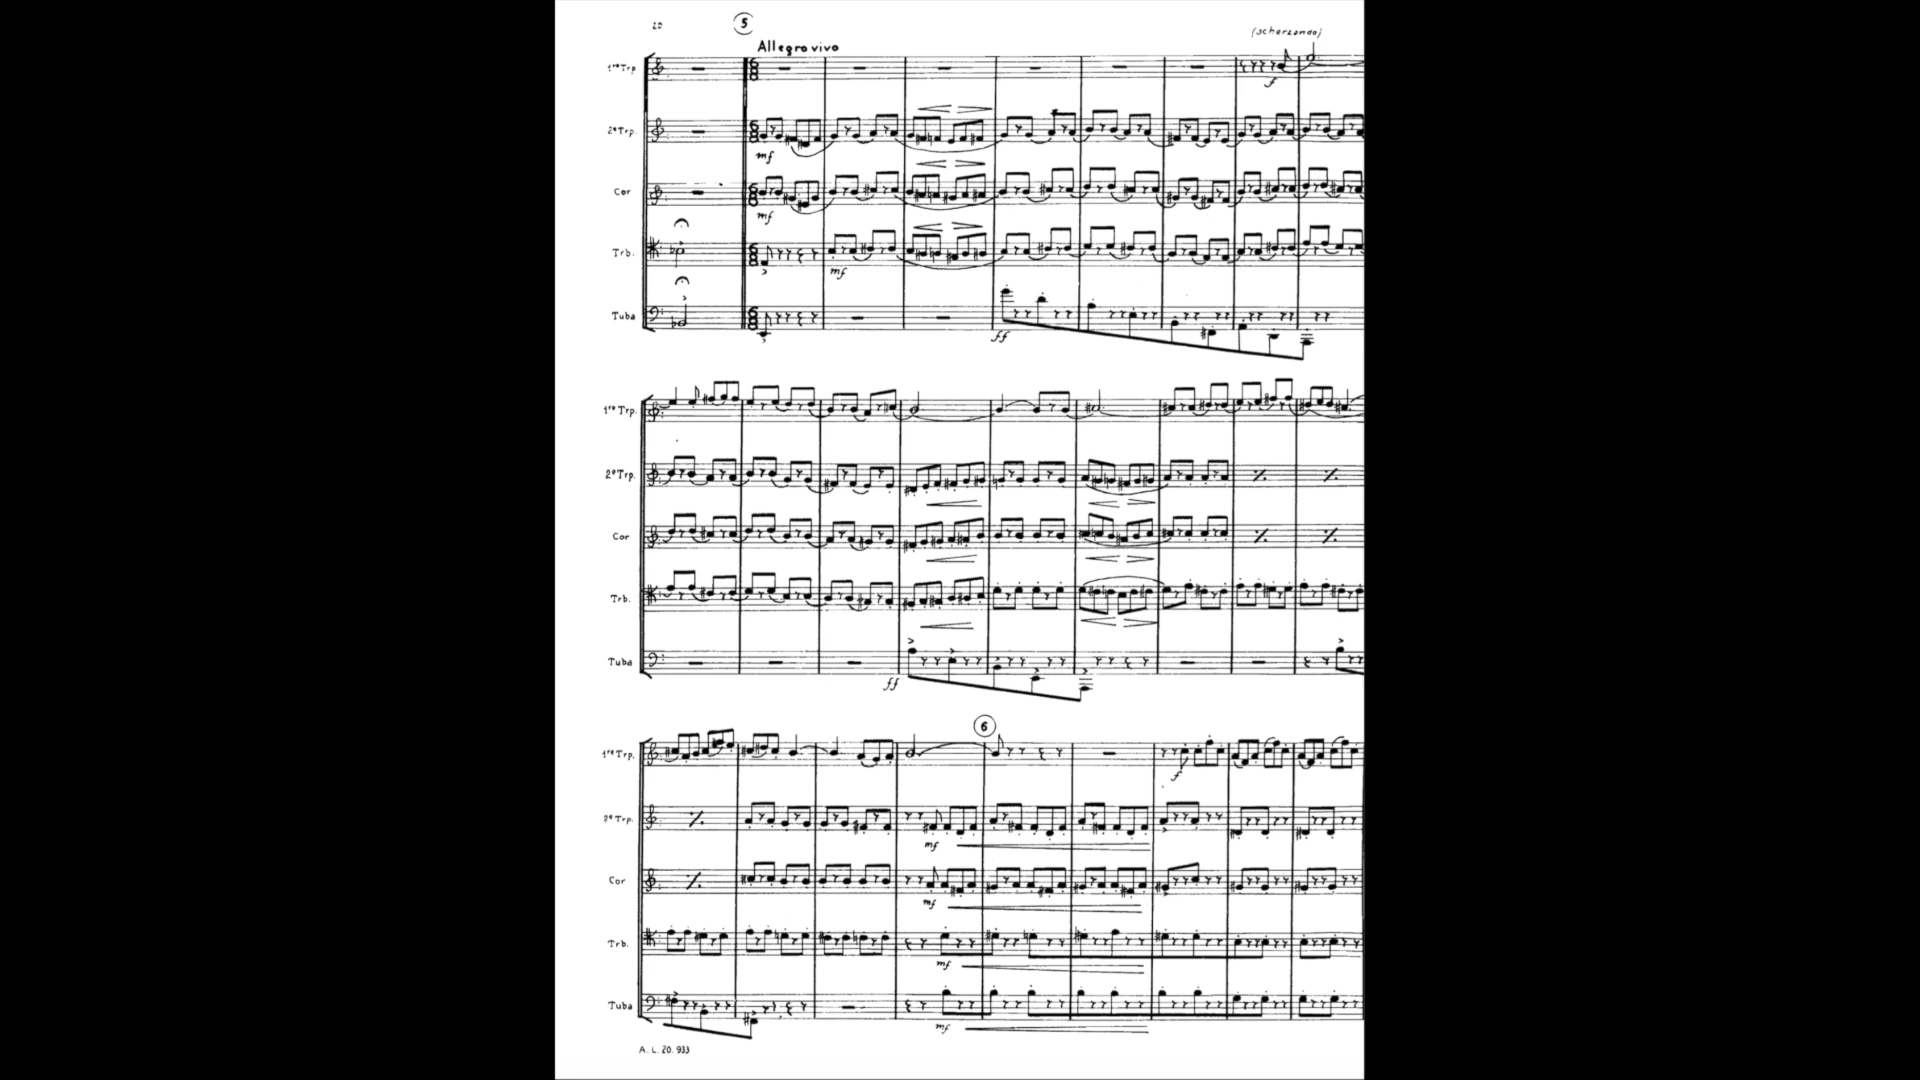 20
5
Allegro vivo
(scherzando)
1re Trp
f
2e Trp.
mf
Cor
mf
Trb.
mf
Tuba
ff
1re Trp.
2e Trp.
Cor
Trb.
Tuba
ff
6
1re Trp.
f
2e Trp.
mf
Cor
mf
Trb.
mf
Tuba
mf
A. L. 20. 933